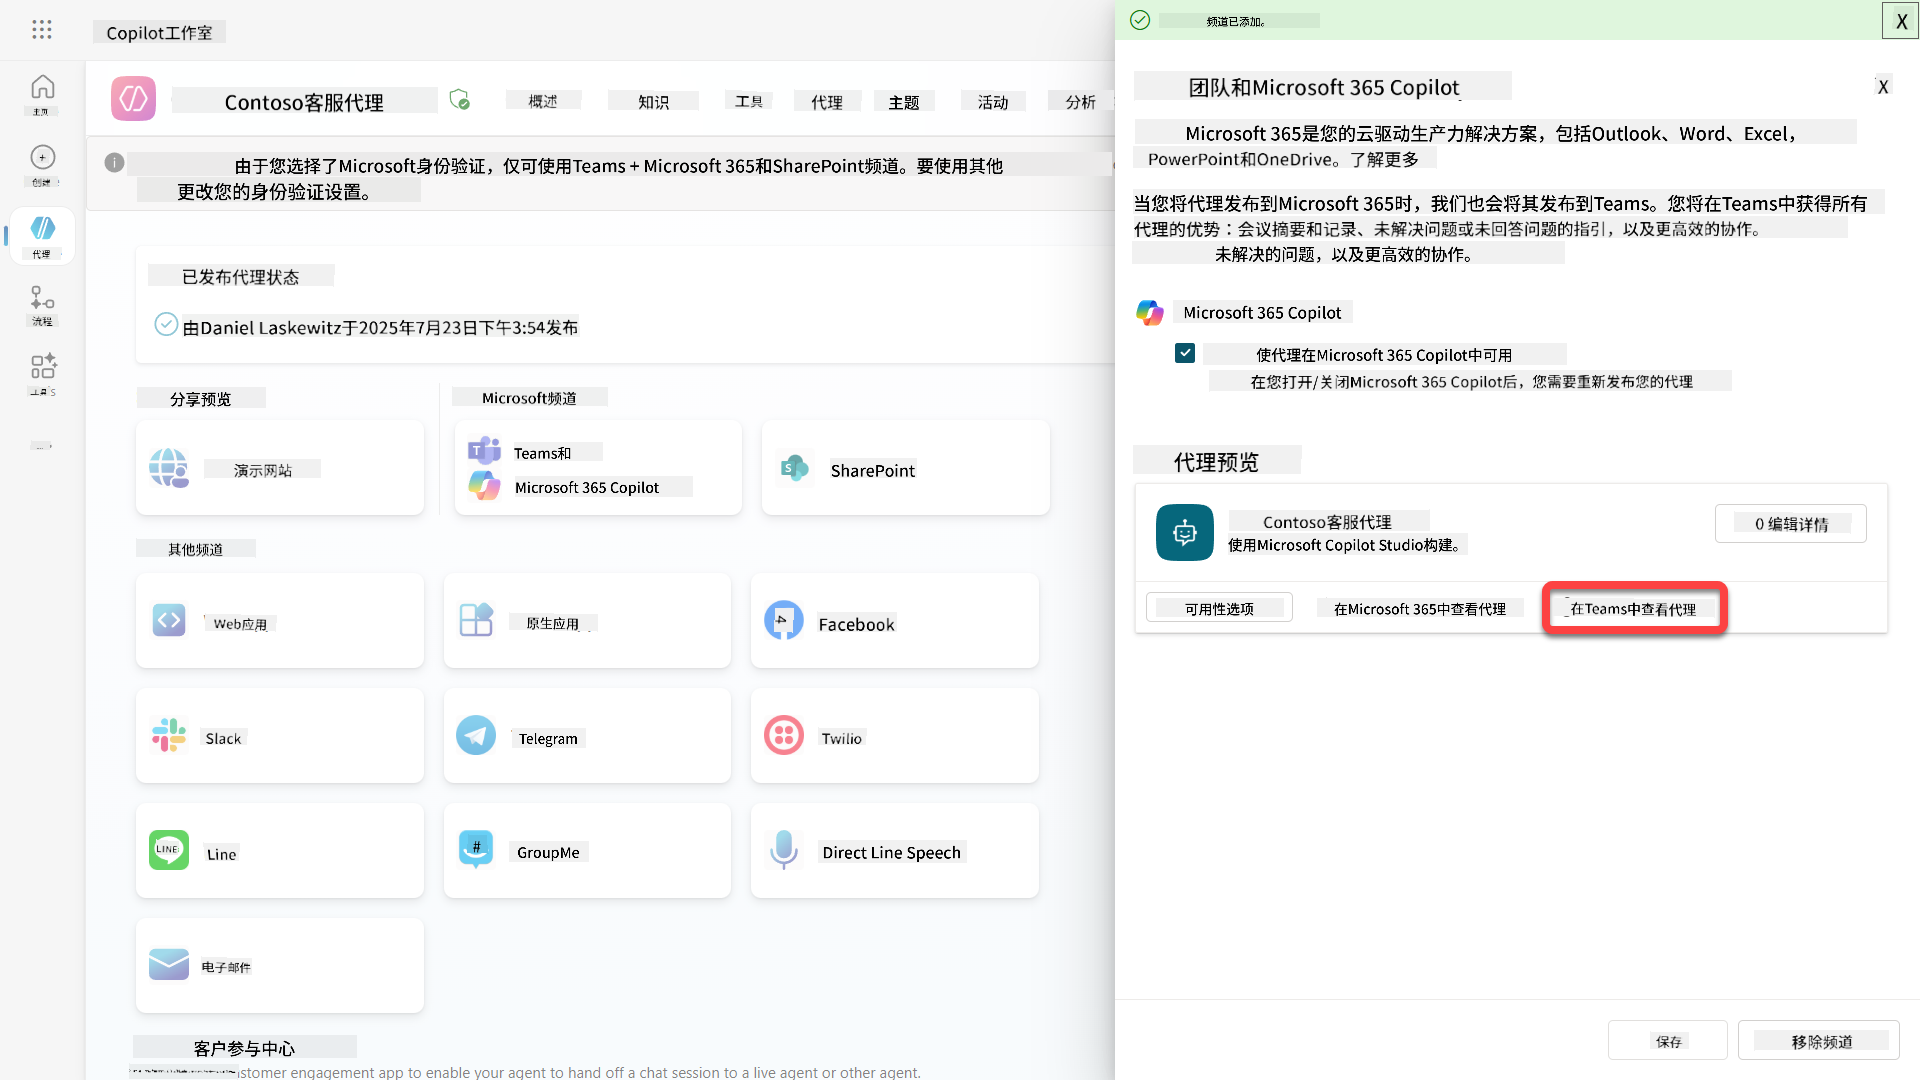 Copilot工作室
主页
创建
代理
流程
工具
Contoso客服代理
概述
知识
工具
代理
主题
活动
分析
由于您选择了Microsoft身份验证，仅可使用Teams + Microsoft 365和SharePoint频道。要使用其他
更改您的身份验证设置。
已发布代理状态
由Daniel Laskewitz于2025年7月23日下午3:54发布
分享预览
Microsoft频道
演示网站
Teams和
Microsoft 365 Copilot
SharePoint
其他频道
Web应用
原生应用
Facebook
Slack
Telegram
Twilio
LINE
Line
#
GroupMe
Direct Line Speech
电子邮件
客户参与中心
stomer engagement app to enable your agent to hand off a chat session to a live agent or other agent.
频道已添加。
X
团队和Microsoft 365 Copilot
X
Microsoft 365是您的云驱动生产力解决方案，包括Outlook、Word、Excel，
PowerPoint和OneDrive。了解更多
当您将代理发布到Microsoft 365时，我们也会将其发布到Teams。您将在Teams中获得所有
代理的优势：会议摘要和记录、未解决问题或未回答问题的指引，以及更高效的协作。
未解决的问题，以及更高效的协作。
Microsoft 365 Copilot
使代理在Microsoft 365 Copilot中可用
在您打开/关闭Microsoft 365 Copilot后，您需要重新发布您的代理
代理预览
Contoso客服代理
使用Microsoft Copilot Studio构建。
0 编辑详情
可用性选项
在Microsoft 365中查看代理
在Teams中查看代理
保存
移除频道